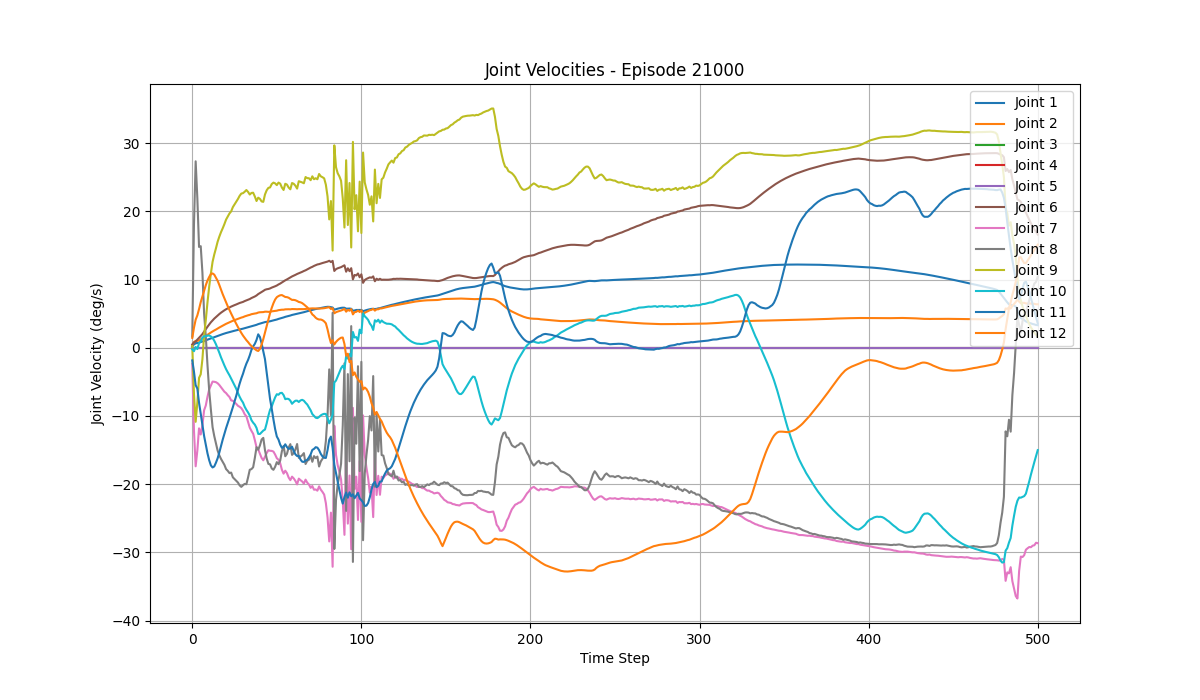 Joint Velocities - Episode 21000
Joint Velocity (deg/s)
30
20
10
0
−10
−20
−30
−40
0
100
200
300
400
500
Time Step
Joint 1
Joint 2
Joint 3
Joint 4
Joint 5
Joint 6
Joint 7
Joint 8
Joint 9
Joint 10
Joint 11
Joint 12